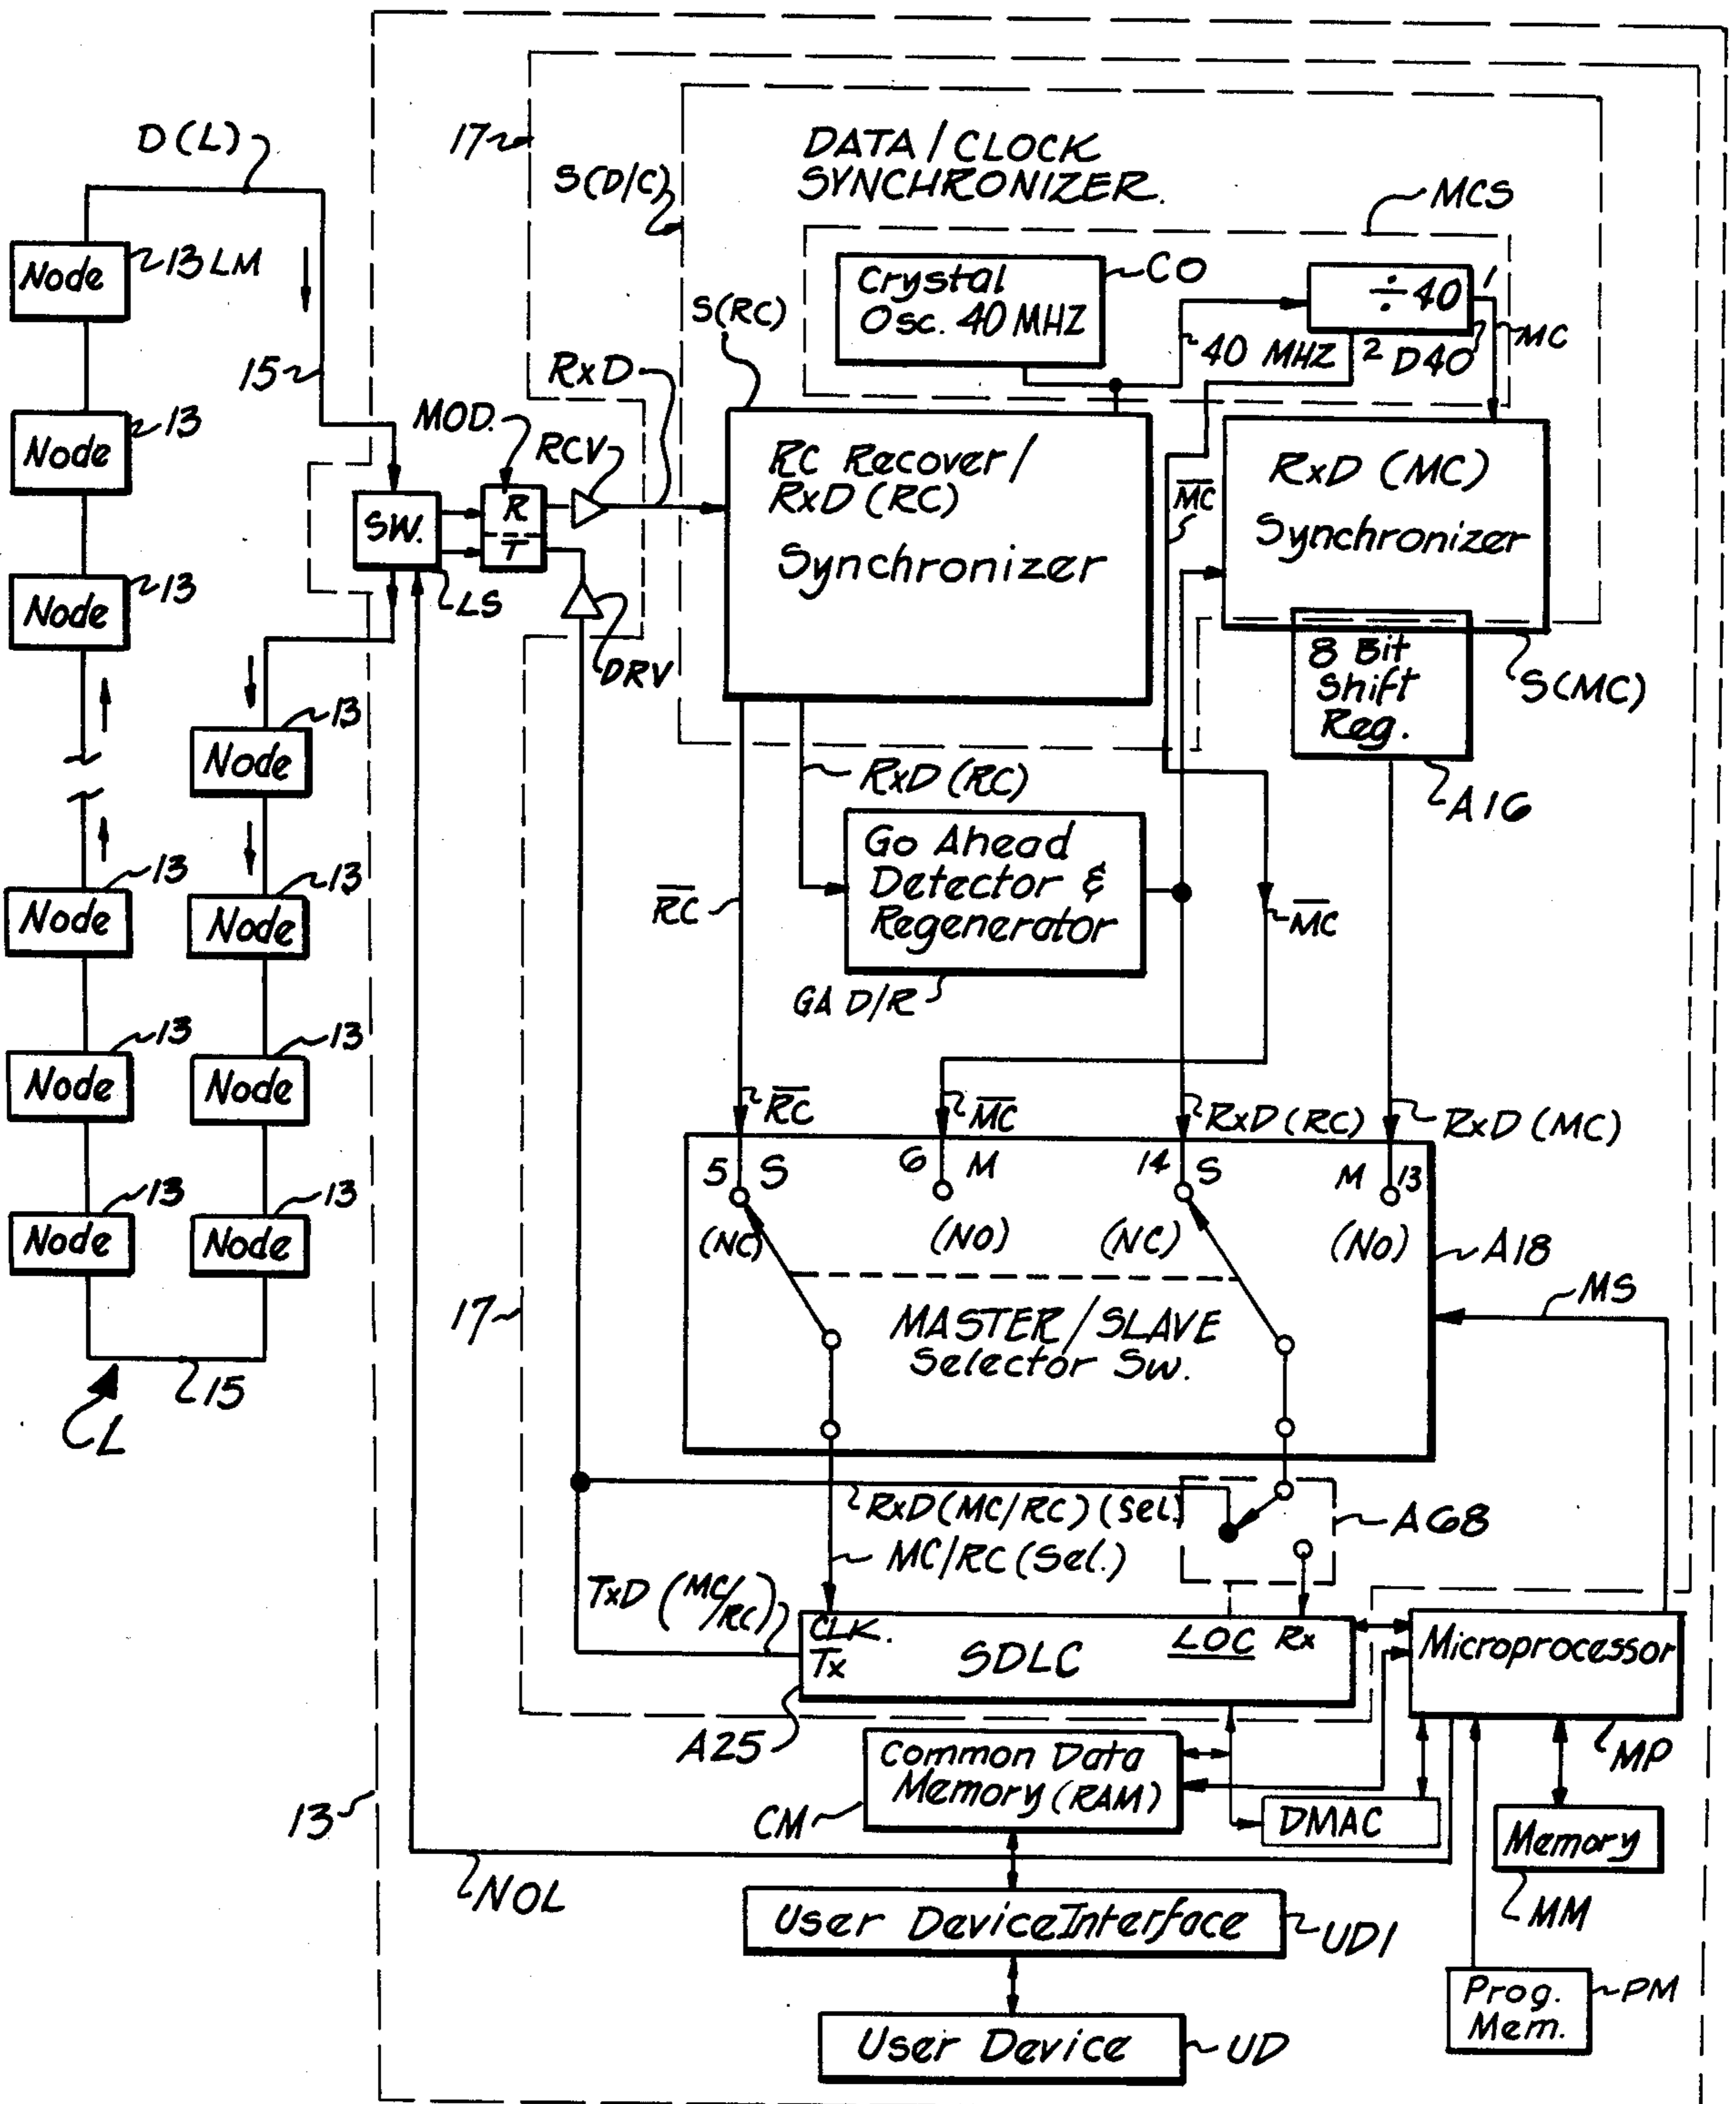 D(L)
17
DATA/CLOCK
SYNCHRONIZER.
S(D/C)
MCS
Node
13LM
Crystal
Osc. 40 MHZ
CO
÷40
1
S(RC)
40 MHZ
2
D40
MC
15
RxD
MOD.
RCV
Node
13
RC Recover/
RxD (RC)
Synchronizer
RxD (MC)
Synchronizer
M̅C̅
SW.
R
T
LS
DRV
Node
13
8 Bit
Shift
Reg.
S(MC)
A16
Node
13
RxD (RC)
Go Ahead
Detector &
Regenerator
GA D/R
R̅C̅
M̅C̅
Node
13
Node
13
Node
13
Node
13
R̅C̅
M̅C̅
RxD (RC)
RxD (MC)
5 S
6 M
14 S
M 13
(NC)
(NO)
(NC)
(NO)
A18
Node
13
Node
13
17
MASTER/SLAVE
Selector Sw.
MS
15
CL
RxD(MC/RC)(Sel.)
A68
MC/RC (Sel.)
TxD (MC/RC)
CLK.
Tx
SDLC
LOC
Rx
Microprocessor
A25
MP
Common Data
Memory (RAM)
CM
DMAC
Memory
MM
13
NOL
User Device Interface
UDI
Prog.
Mem.
PM
User Device
UD